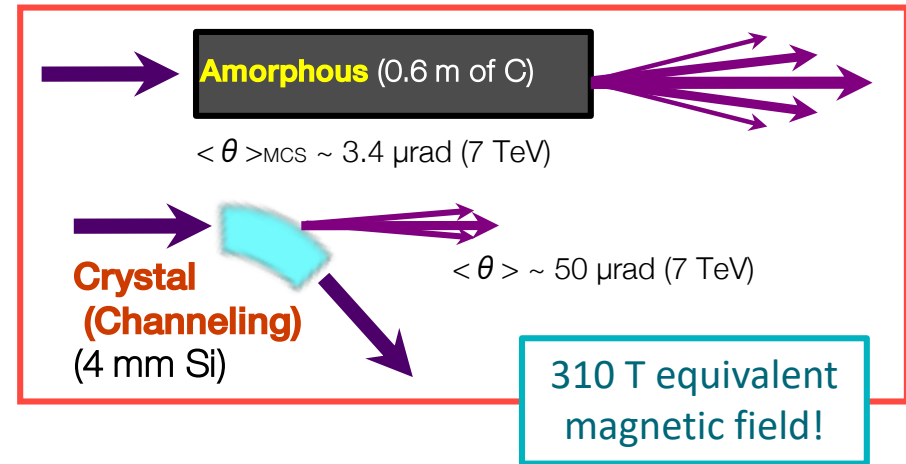 Amorphous (0.6 m of C)
< θ >MCS ~ 3.4 μrad (7 TeV)
Crystal
(Channeling)
(4 mm Si)
< θ > ~ 50 μrad (7 TeV)
310 T equivalent
magnetic field!